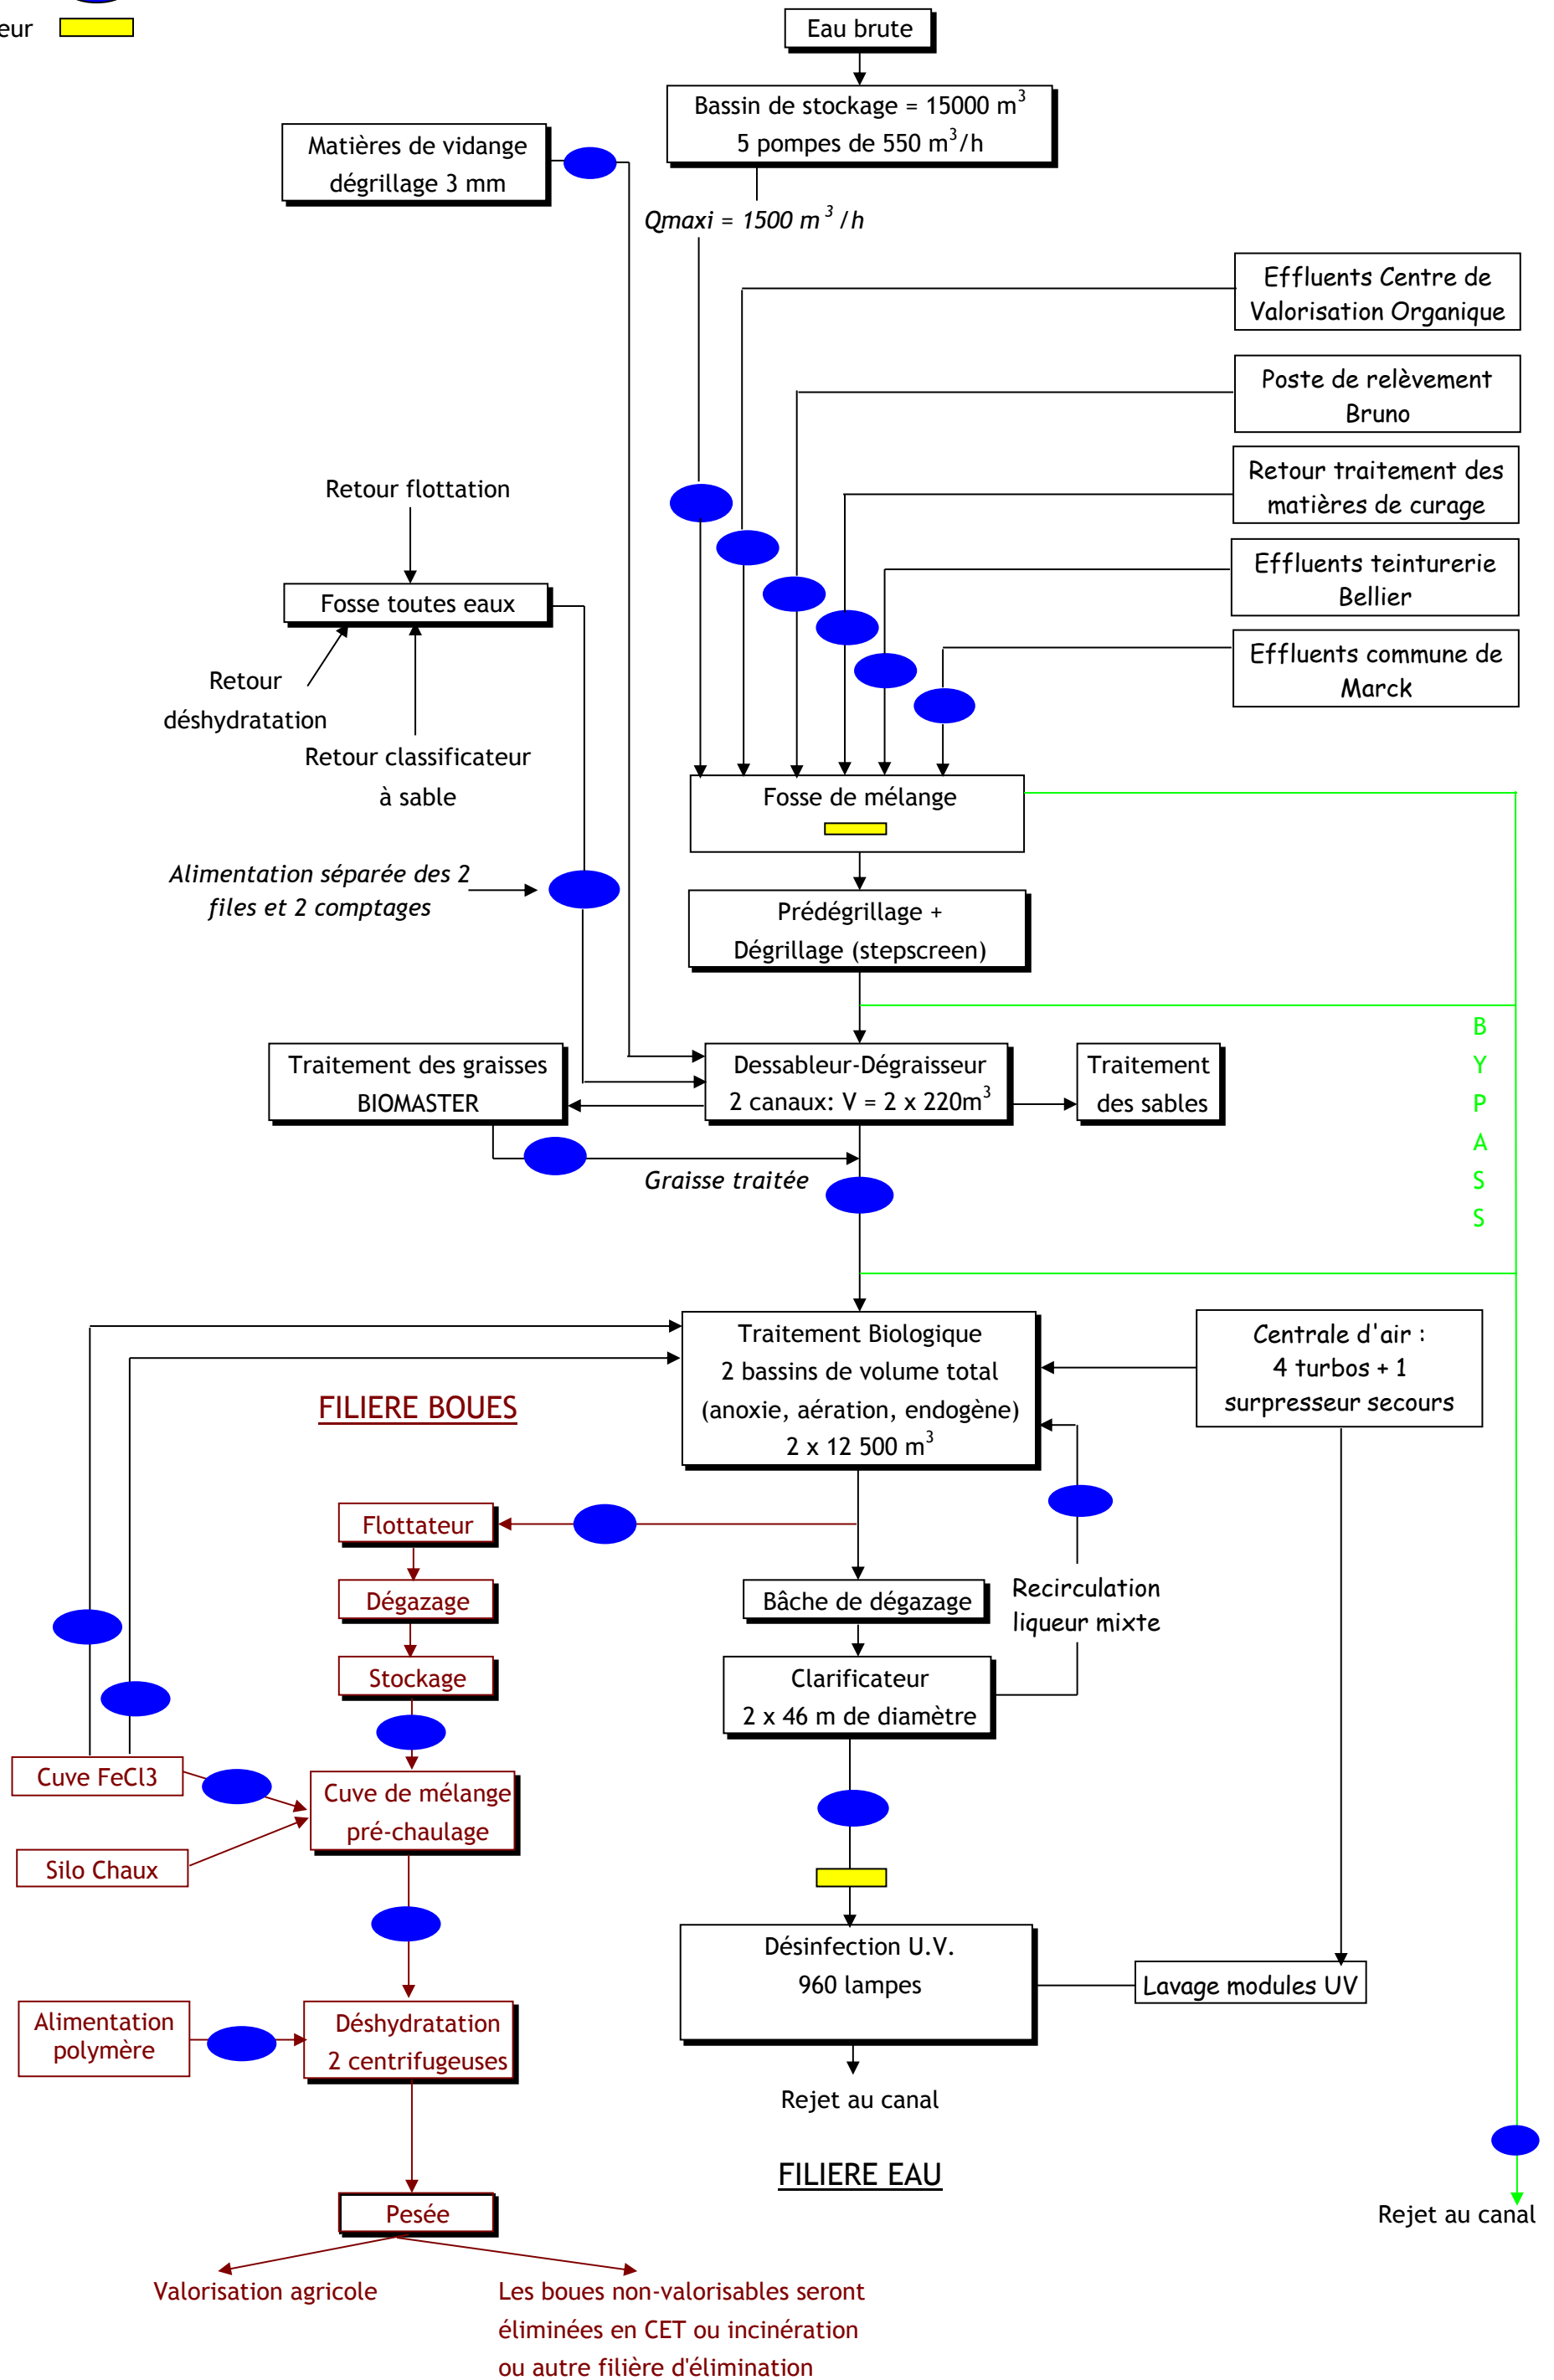 eur
Eau brute
Bassin de stockage = 15000 m³
5 pompes de 550 m³/h
Matières de vidange
dégrillage 3 mm
Qmaxi = 1500 m³/h
Effluents Centre de
Valorisation Organique
Poste de relèvement
Bruno
Retour traitement des
matières de curage
Effluents teinturerie
Bellier
Effluents commune de
Marck
Retour flottation
Fosse toutes eaux
Retour
déshydratation
Retour classificateur
à sable
Fosse de mélange
Alimentation séparée des 2
files et 2 comptages
Prédégrillage +
Dégrillage (stepscreen)
B
Y
P
A
S
S
Traitement des graisses
BIOMASTER
Dessableur-Dégraisseur
2 canaux: V = 2 x 220m³
Traitement
des sables
Graisse traitée
Traitement Biologique
2 bassins de volume total
(anoxie, aération, endogène)
2 x 12 500 m³
Centrale d'air :
4 turbos + 1
surpresseur secours
FILIERE BOUES
Flottateur
Dégazage
Stockage
Bâche de dégazage
Recirculation
liqueur mixte
Clarificateur
2 x 46 m de diamètre
Cuve FeCl3
Silo Chaux
Cuve de mélange
pré-chaulage
Désinfection U.V.
960 lampes
Lavage modules UV
Alimentation
polymère
Déshydratation
2 centrifugeuses
Rejet au canal
FILIERE EAU
Pesée
Rejet au canal
Valorisation agricole
Les boues non-valorisables seront
éliminées en CET ou incinération
ou autre filière d'élimination